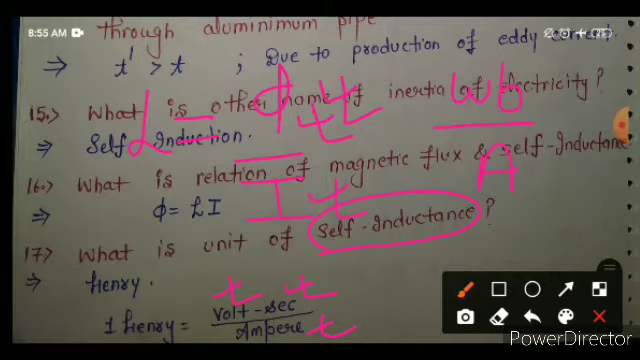 8:55 AM
through aluminimum pipe
⇒ t' > t ; Due to production of eddy current
15.> What is other name of inertia of electricity?
⇒ Self Induction.
L = φ t t wb
t t
16.> What is relation of magnetic flux & self-Inductance
I t A
⇒ φ = LI
17.> What is unit of Self-Inductance?
⇒ henry.
t t
1 henry = Volt-sec
Ampere t
PowerDirector